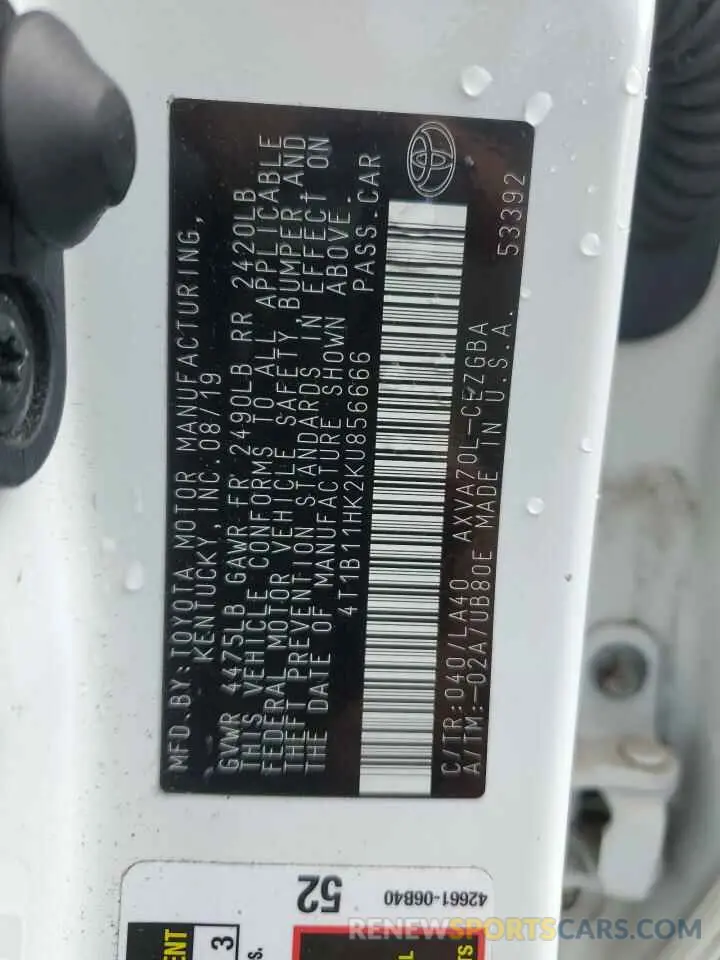 MFD.BY:TOYOTA MOTOR MANUFACTURING,
KENTUCKY,INC. 08/19
GVWR 4475LB GAWR FR 2490LB RR 2420LB
THIS VEHICLE CONFORMS TO ALL APPLICABLE
FEDERAL MOTOR VEHICLE SAFETY, BUMPER, AND
THEFT PREVENTION STANDARDS IN EFFECT ON
THE DATE OF MANUFACTURE SHOWN ABOVE.
4T1B11HK2KU856666 PASS.CAR
C/TR:040/LA40 AXVA70L-CEZGBA
A/TM:-02A/UB80E MADE IN U.S.A. 53392
52
42661-06B40
ENT
3
s.
L
TS
RENEWSPECSCAR.COM